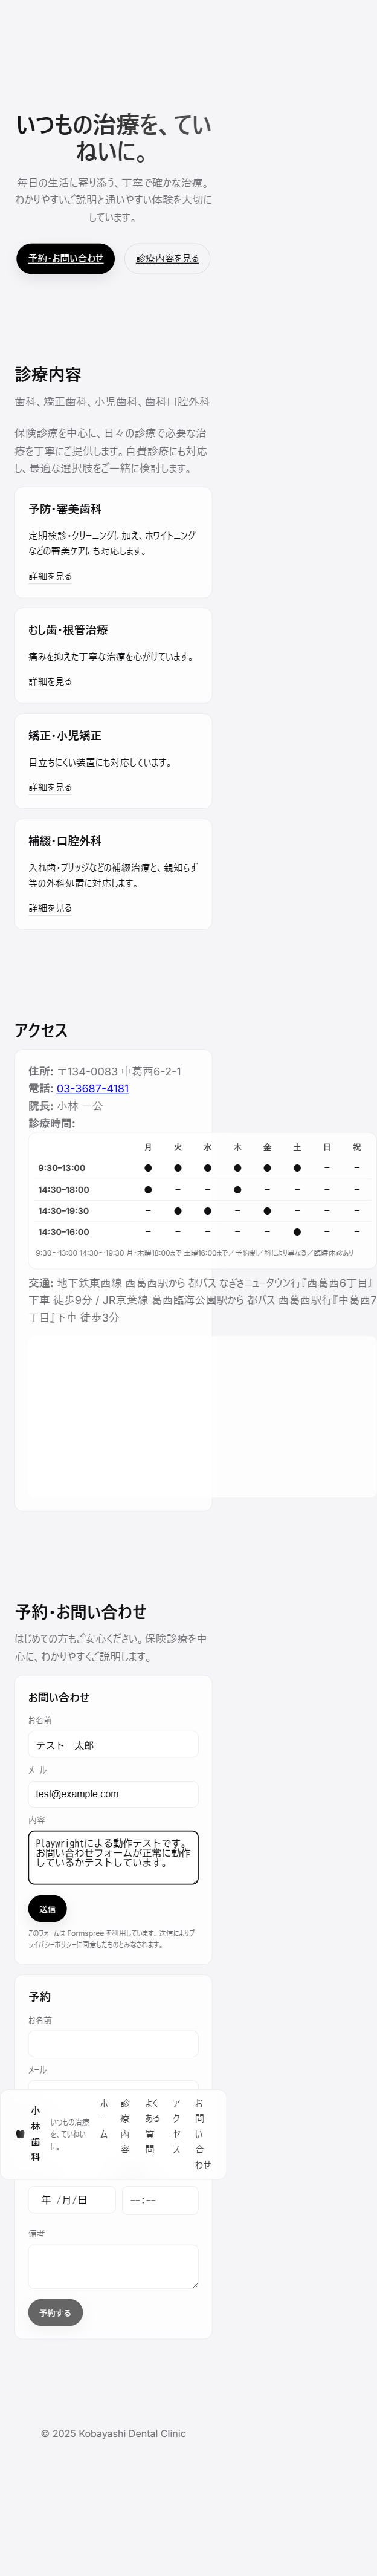 いつもの治療を、てい
ねいに。
毎日の生活に寄り添う、丁寧で確かな治療。
わかりやすいご説明と通いやすい体験を大切に
しています。
予約・お問い合わせ
診療内容を見る
診療内容
歯科、矯正歯科、小児歯科、歯科口腔外科
保険診療を中心に、日々の診療で必要な治
療を丁寧にご提供します。自費診療にも対応
し、最適な選択肢をご一緒に検討します。
予防・審美歯科
定期検診・クリーニングに加え、ホワイトニング
などの審美ケアにも対応します。
詳細を見る
むし歯・根管治療
痛みを抑えた丁寧な治療を心がけています。
詳細を見る
矯正・小児矯正
目立ちにくい装置にも対応しています。
詳細を見る
補綴・口腔外科
入れ歯・ブリッジなどの補綴治療と、親知らず
等の外科処置に対応します。
詳細を見る
アクセス
住所: 〒134-0083 中葛西6-2-1
電話: 03-3687-4181
院長: 小林 一公
診療時間:
月 火 水 木 金 土 日 祝
9:30–13:00 ● ● ● ● ● ● – –
14:30–18:00 ● – – ● – – – –
14:30–19:30 – ● ● – ● – – –
14:30–16:00 – – – – – ● – –
9:30〜13:00 14:30〜19:30 月・木曜18:00まで 土曜16:00まで／予約制／科により異なる／臨時休診あり
交通: 地下鉄東西線 西葛西駅から 都バス なぎさニュータウン行『西葛西6丁目』
下車 徒歩9分 / JR京葉線 葛西臨海公園駅から 都バス 西葛西駅行『中葛西7
丁目』下車 徒歩3分
予約・お問い合わせ
はじめての方もご安心ください。保険診療を中
心に、わかりやすくご説明します。
お問い合わせ
お名前
テスト　太郎
メール
test@example.com
内容
Playwrightによる動作テストです。
お問い合わせフォームが正常に動作
しているかテストしています。
送信
このフォームは Formspree を利用しています。送信によりプ
ライバシーポリシーに同意したものとみなされます。
予約
お名前
メール
小林歯科
いつもの治療
を、ていねい
に。
ホーム
診療内容
よくある質問
アクセス
お問い合わせ
年 /月/日
--:--
備考
予約する
© 2025 Kobayashi Dental Clinic